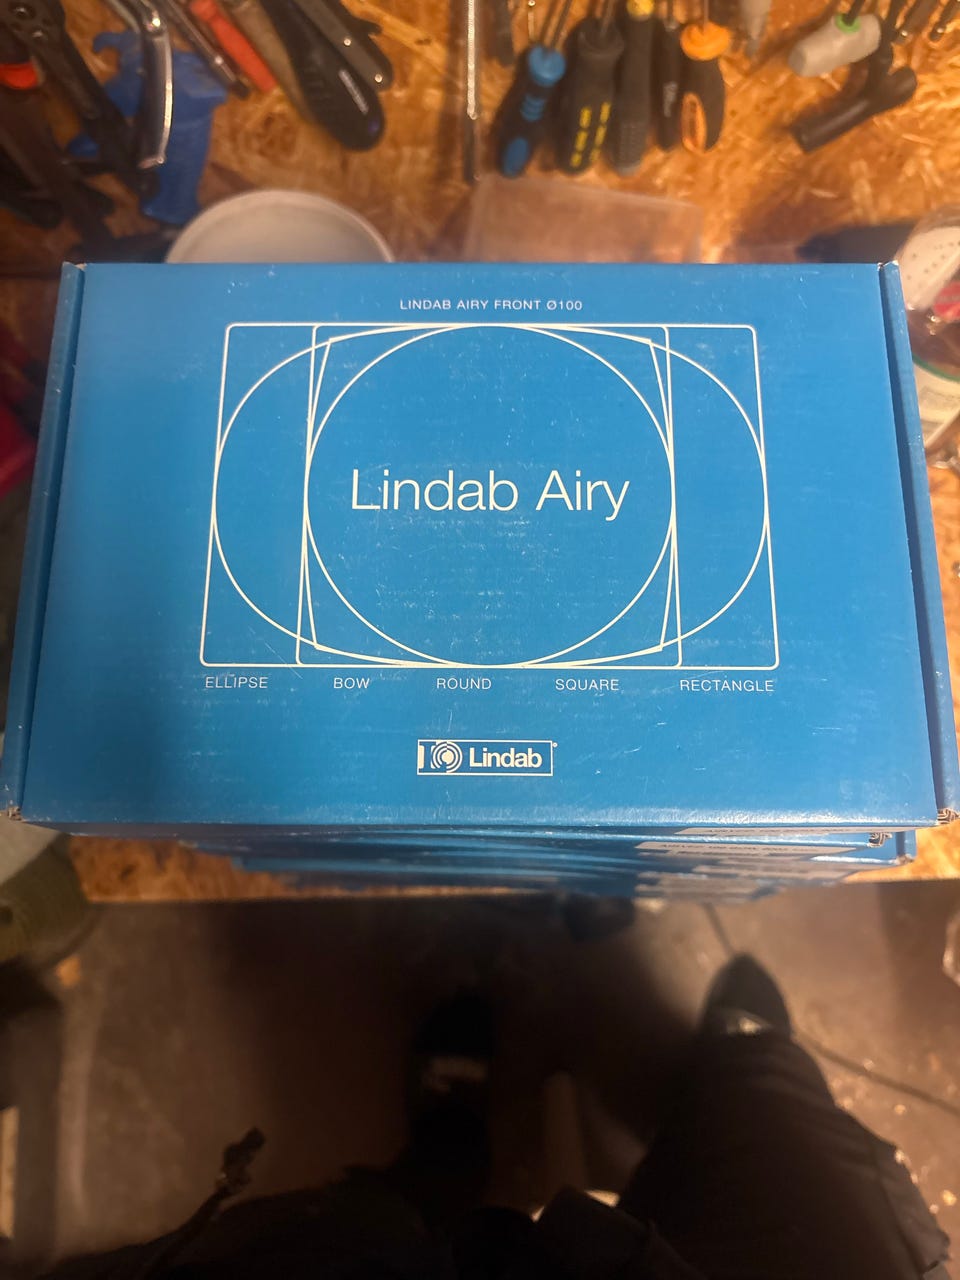 LINDAB AIRY FRONT Ø100
Lindab Airy
ELLIPSE BOW ROUND SQUARE RECTANGLE
Lindab